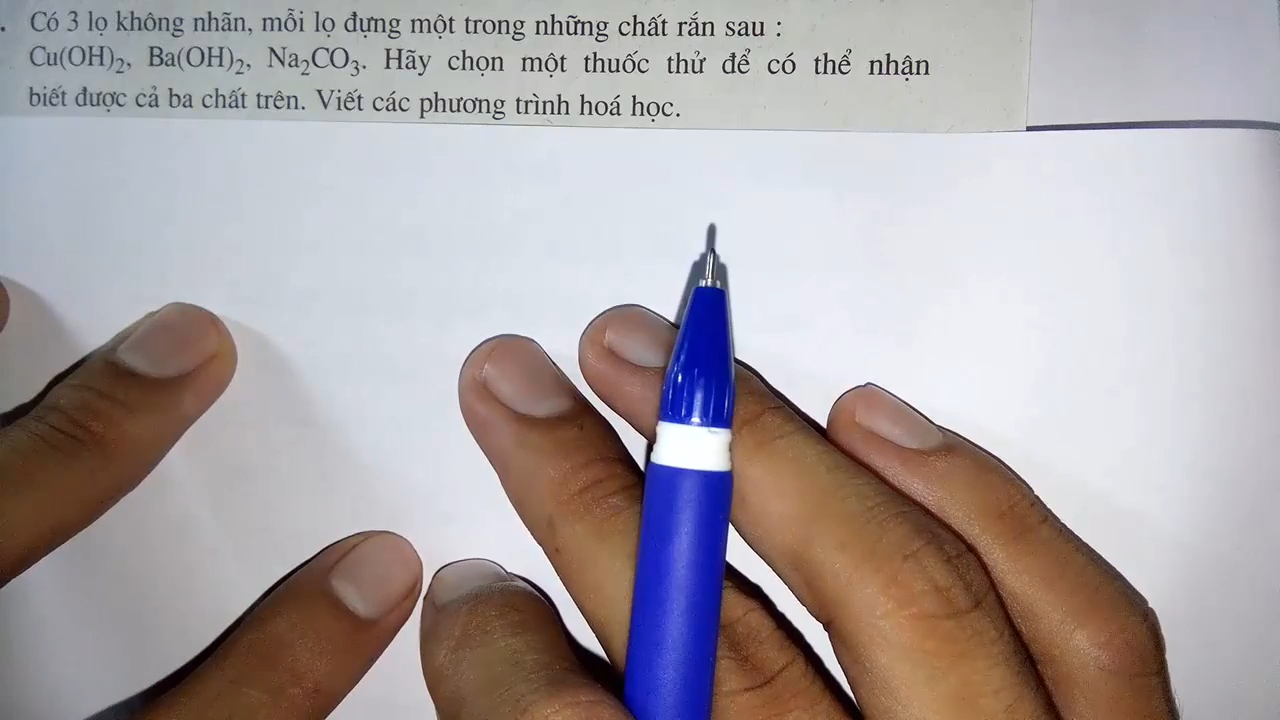 . Có 3 lọ không nhãn, mỗi lọ đựng một trong những chất rắn sau :
Cu(OH)₂, Ba(OH)₂, Na₂CO₃. Hãy chọn một thuốc thử để có thể nhận
biết được cả ba chất trên. Viết các phương trình hoá học.